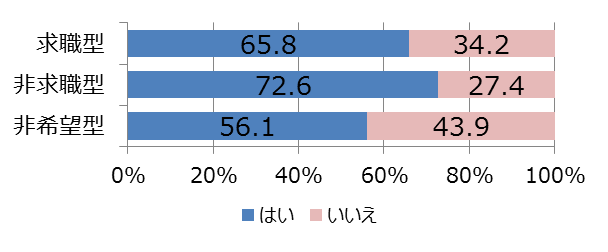 求職型 65.8 34.2
非求職型 72.6 27.4
非希望型 56.1 43.9
0% 20% 40% 60% 80% 100%
はい いいえ